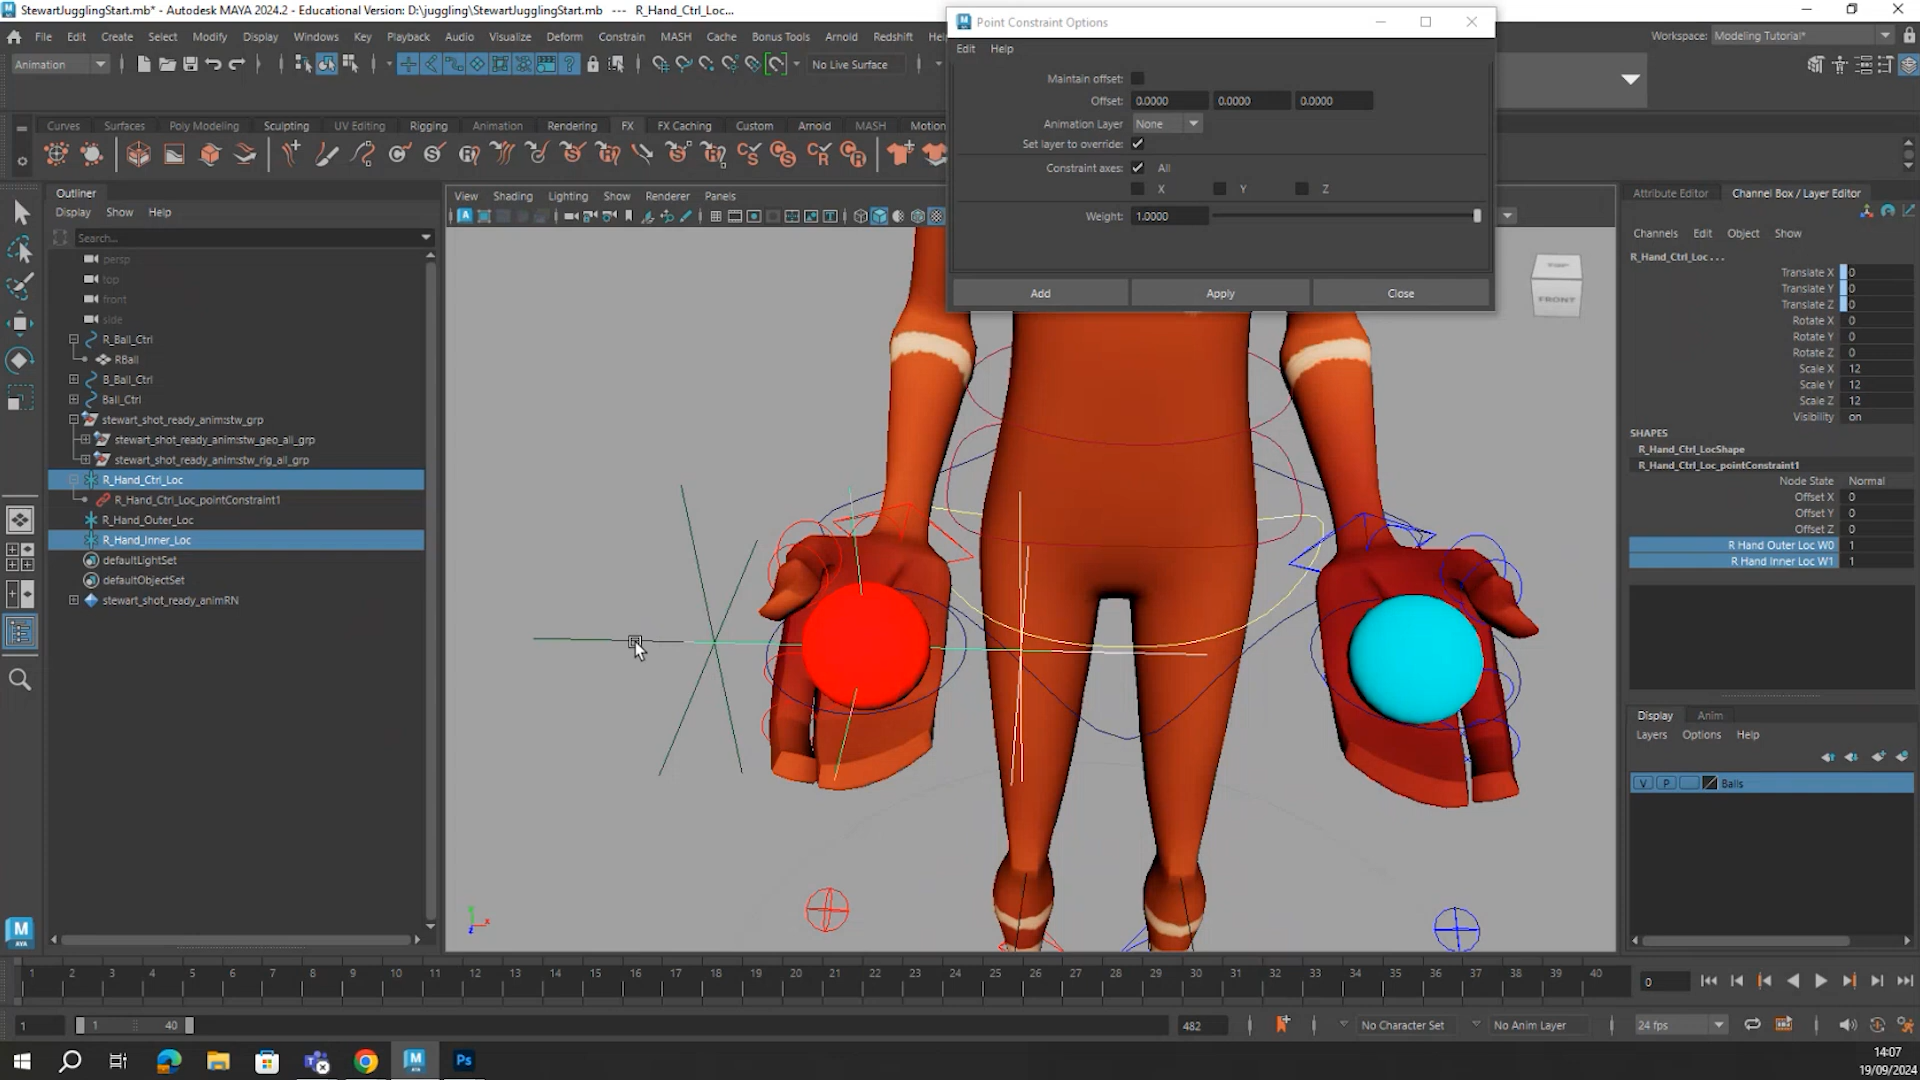 StewartJugglingStart.mb* - Autodesk MAYA 2024.2 - Educational Version: D:\juggling\StewartJugglingStart.mb --- R_Hand_Ctrl_Loc...
File Edit Create Select Modify Display Windows Key Playback Audio Visualize Deform Constrain MASH Cache Bonus Tools Arnold Redshift
Workspace: Modeling Tutorial*
Animation
No Live Surface
Curves Surfaces Poly Modeling Sculpting UV Editing Rigging Animation Rendering FX FX Caching Custom Arnold MASH Motion
Point Constraint Options
Edit Help
Maintain offset:
Offset: 0.0000 0.0000 0.0000
Animation Layer None
Set layer to override:
Constraint axes: All
X Y Z
Weight: 1.0000
Add Apply Close
Outliner
Display Show Help
Search...
persp
top
front
side
R_Ball_Ctrl
RBall
B_Ball_Ctrl
Ball_Ctrl
stewart_shot_ready_anim:stw_grp
stewart_shot_ready_anim:stw_geo_all_grp
stewart_shot_ready_anim:stw_rig_all_grp
R_Hand_Ctrl_Loc
R_Hand_Ctrl_Loc_pointConstraint1
R_Hand_Outer_Loc
R_Hand_Inner_Loc
defaultLightSet
defaultObjectSet
stewart_shot_ready_animRN
View Shading Lighting Show Renderer Panels
FRONT
Attribute Editor Channel Box / Layer Editor
Channels Edit Object Show
R_Hand_Ctrl_Loc . . .
Translate X 0
Translate Y 0
Translate Z 0
Rotate X 0
Rotate Y 0
Rotate Z 0
Scale X 12
Scale Y 12
Scale Z 12
Visibility on
SHAPES
R_Hand_Ctrl_LocShape
R_Hand_Ctrl_Loc_pointConstraint1
Node State Normal
Offset X 0
Offset Y 0
Offset Z 0
R Hand Outer Loc W0 1
R Hand Inner Loc W1 1
Display Anim
Layers Options Help
V P Balls
1 2 3 4 5 6 7 8 9 10 11 12 13 14 15 16 17 18 19 20 21 22 23 24 25 26 27 28 29 30 31 32 33 34 35 36 37 38 39 40
0
1 1 40 482 No Character Set No Anim Layer 24 fps
14:07
19/09/2024